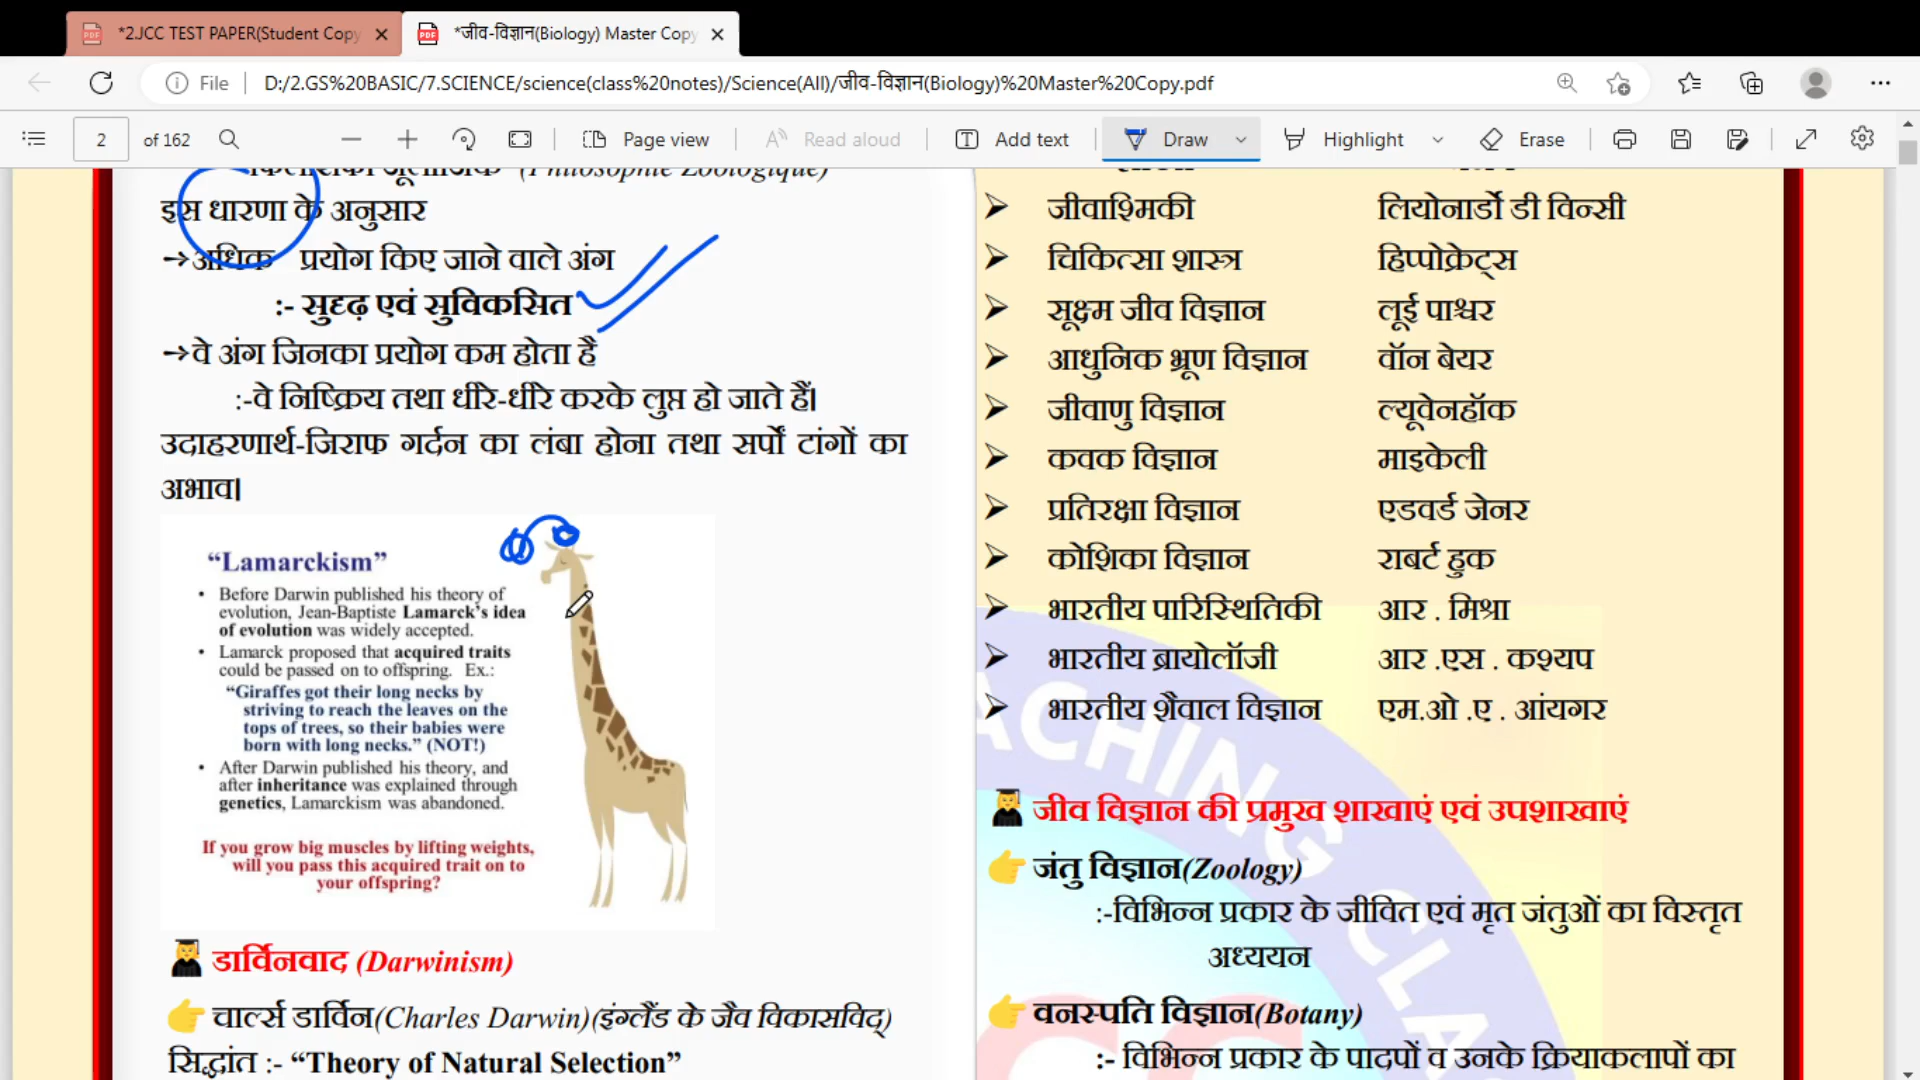 *2.JCC TEST PAPER(Student Copy
*जीव-विज्ञान(Biology) Master Copy
File D:/2.GS%20BASIC/7.SCIENCE/science(class%20notes)/Science(All)/जीव-विज्ञान(Biology)%20Master%20Copy.pdf
2 of 162 Page view Read aloud Add text Draw Highlight Erase
(Philosophie Zoologique)
इस धारणा के अनुसार
→अधिक प्रयोग किए जाने वाले अंग
:- सुदृढ़ एवं सुविकसित
→वे अंग जिनका प्रयोग कम होता है
:-वे निष्क्रिय तथा धीरे-धीरे करके लुप्त हो जाते हैं।
उदाहरणार्थ-जिराफ गर्दन का लंबा होना तथा सर्पों टांगों का
अभाव।
“Lamarckism”
• Before Darwin published his theory of
evolution, Jean-Baptiste Lamarck’s idea
of evolution was widely accepted.
• Lamarck proposed that acquired traits
could be passed on to offspring. Ex.:
“Giraffes got their long necks by
striving to reach the leaves on the
tops of trees, so their babies were
born with long necks.” (NOT!)
• After Darwin published his theory, and
after inheritance was explained through
genetics, Lamarckism was abandoned.
If you grow big muscles by lifting weights,
will you pass this acquired trait on to
your offspring?
डार्विनवाद (Darwinism)
चार्ल्स डार्विन(Charles Darwin)(इंग्लैंड के जैव विकासविद्)
सिद्धांत :- “Theory of Natural Selection”
➢ जीवाश्मिकी लियोनार्डो डी विन्सी
➢ चिकित्सा शास्त्र हिप्पोक्रेट्स
➢ सूक्ष्म जीव विज्ञान लूई पाश्चर
➢ आधुनिक भ्रूण विज्ञान वॉन बेयर
➢ जीवाणु विज्ञान ल्यूवेनहॉक
➢ कवक विज्ञान माइकेली
➢ प्रतिरक्षा विज्ञान एडवर्ड जेनर
➢ कोशिका विज्ञान राबर्ट हुक
➢ भारतीय पारिस्थितिकी आर . मिश्रा
➢ भारतीय ब्रायोलॉजी आर .एस . कश्यप
➢ भारतीय शैवाल विज्ञान एम.ओ .ए . आंयगर
ACHING CLA
जीव विज्ञान की प्रमुख शाखाएं एवं उपशाखाएं
जंतु विज्ञान(Zoology)
:-विभिन्न प्रकार के जीवित एवं मृत जंतुओं का विस्तृत
अध्ययन
वनस्पति विज्ञान(Botany)
:- विभिन्न प्रकार के पादपों व उनके क्रियाकलापों का